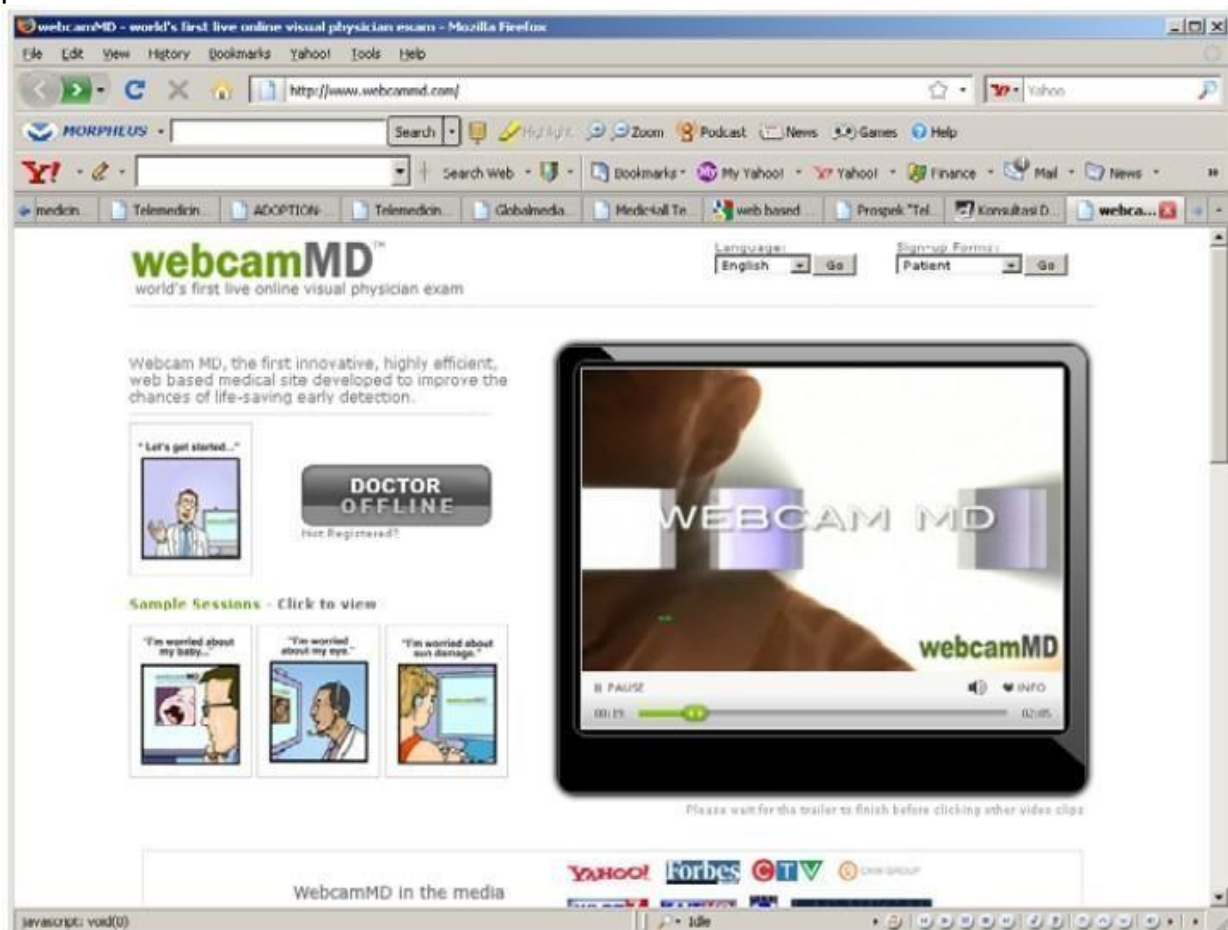 webcamMD - world's first live online visual physician exam - Mozilla Firefox
File Edit View History Bookmarks Yahoo! Tools Help
http://www.webcammd.com/ Yahoo
MORPHEUS Search Highlight Zoom Podcast News Games Help
Y! Search Web Bookmarks My Yahoo! Yahoo! Finance Mail News
medicin... Telemedicin... ADOPTION-... Telemedicin... Globalmedia... Medic4all Te... web based ... Prospek "Tel... Konsultasi D... webca...
webcamMD™
world's first live online visual physician exam
Language: Sign-up Forms:
English Go Patient Go
Webcam MD, the first innovative, highly efficient,
web based medical site developed to improve the
chances of life-saving early detection.
"Let's get started..."
DOCTOR
OFFLINE
Not Registered?
Sample Sessions - Click to view
"I'm worried about
my baby..."
"I'm worried
about my eye."
"I'm worried about
sun damage."
WEBCAM MD
webcamMD
PAUSE INFO
00:19 02:05
Please wait for the trailer to finish before clicking other video clips
WebcamMD in the media
YAHOO! Forbes CTV
javascript: void(0) Idle